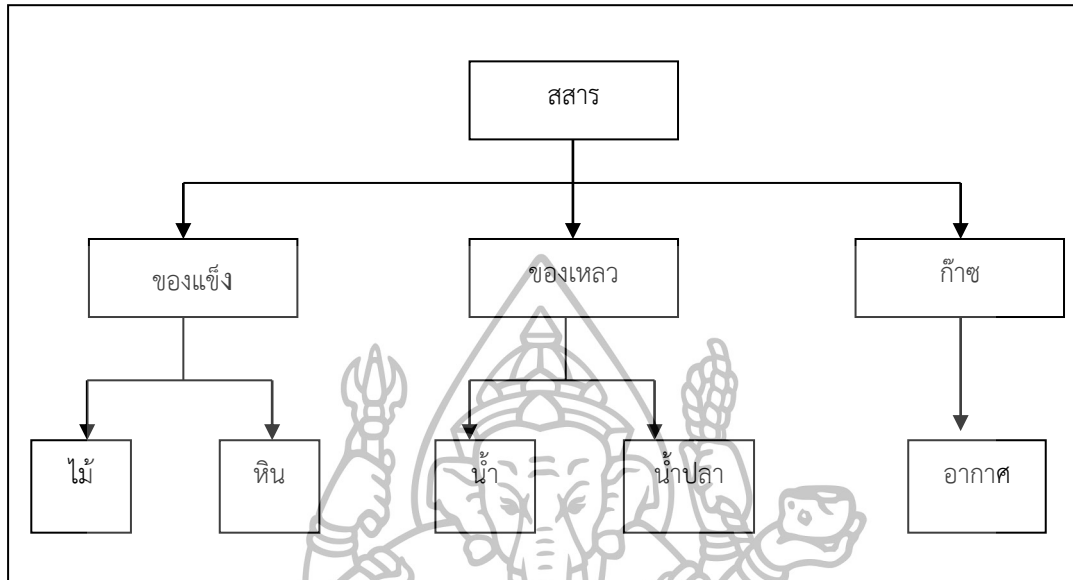 สสาร
ของแข็ง
ของเหลว
ก๊าซ
ไม้
หิน
น้ำ
น้ำปลา
อากาศ